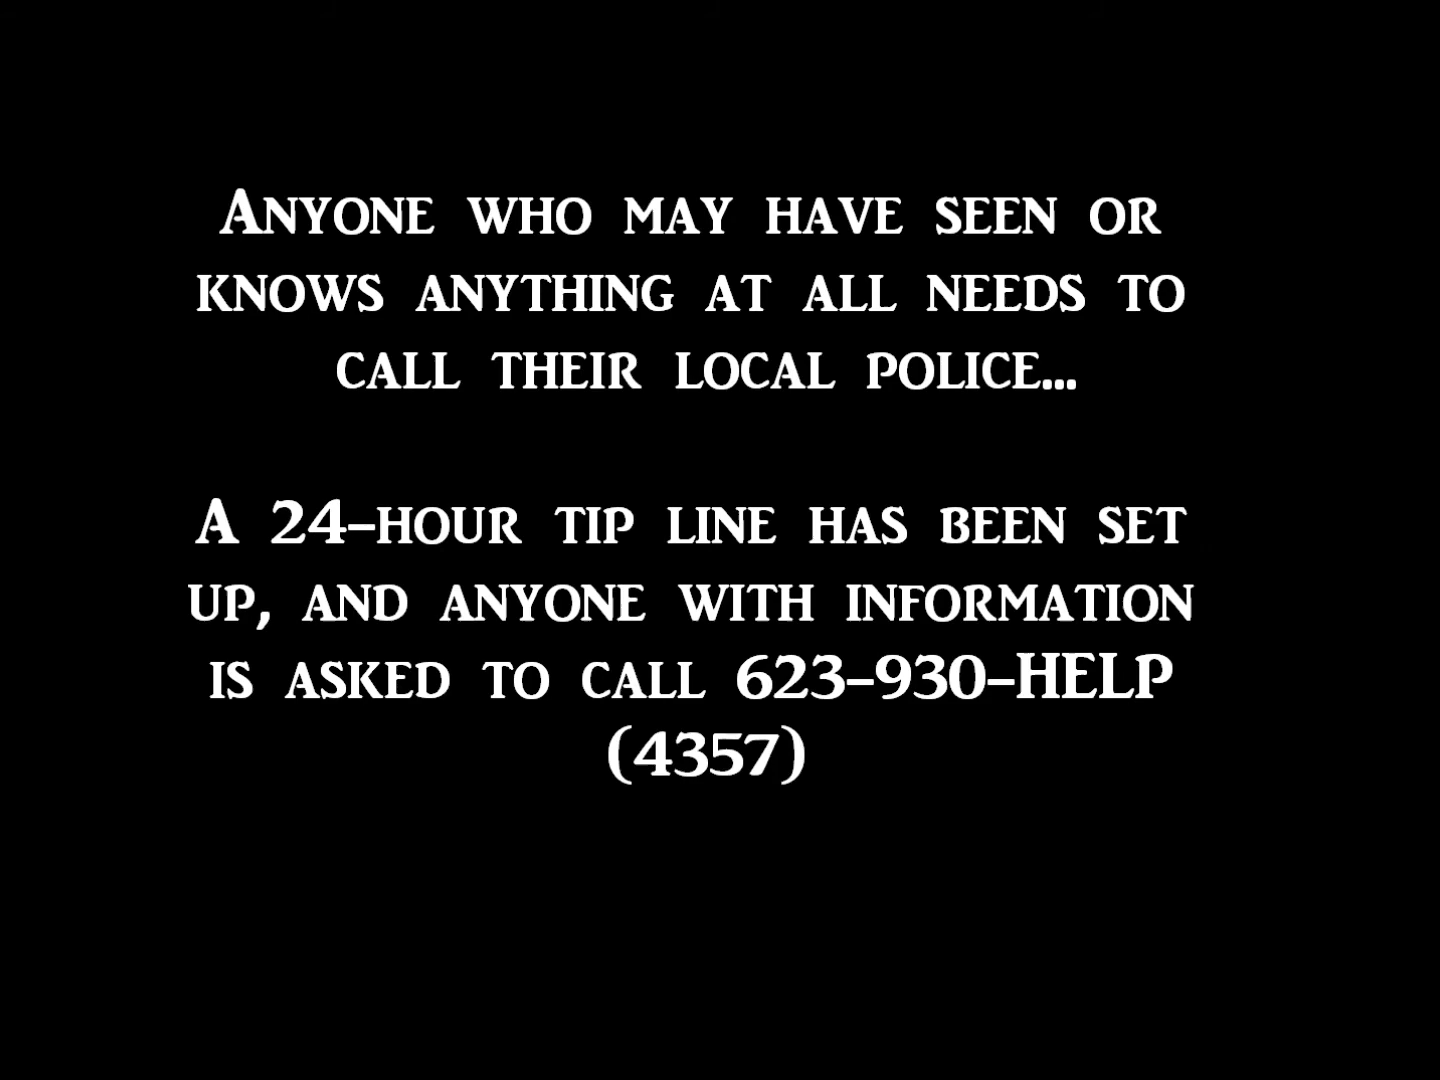 Anyone who may have seen or
knows anything at all needs to
call their local police...
A 24-hour tip line has been set
up, and anyone with information
is asked to call 623-930-HELP
(4357)